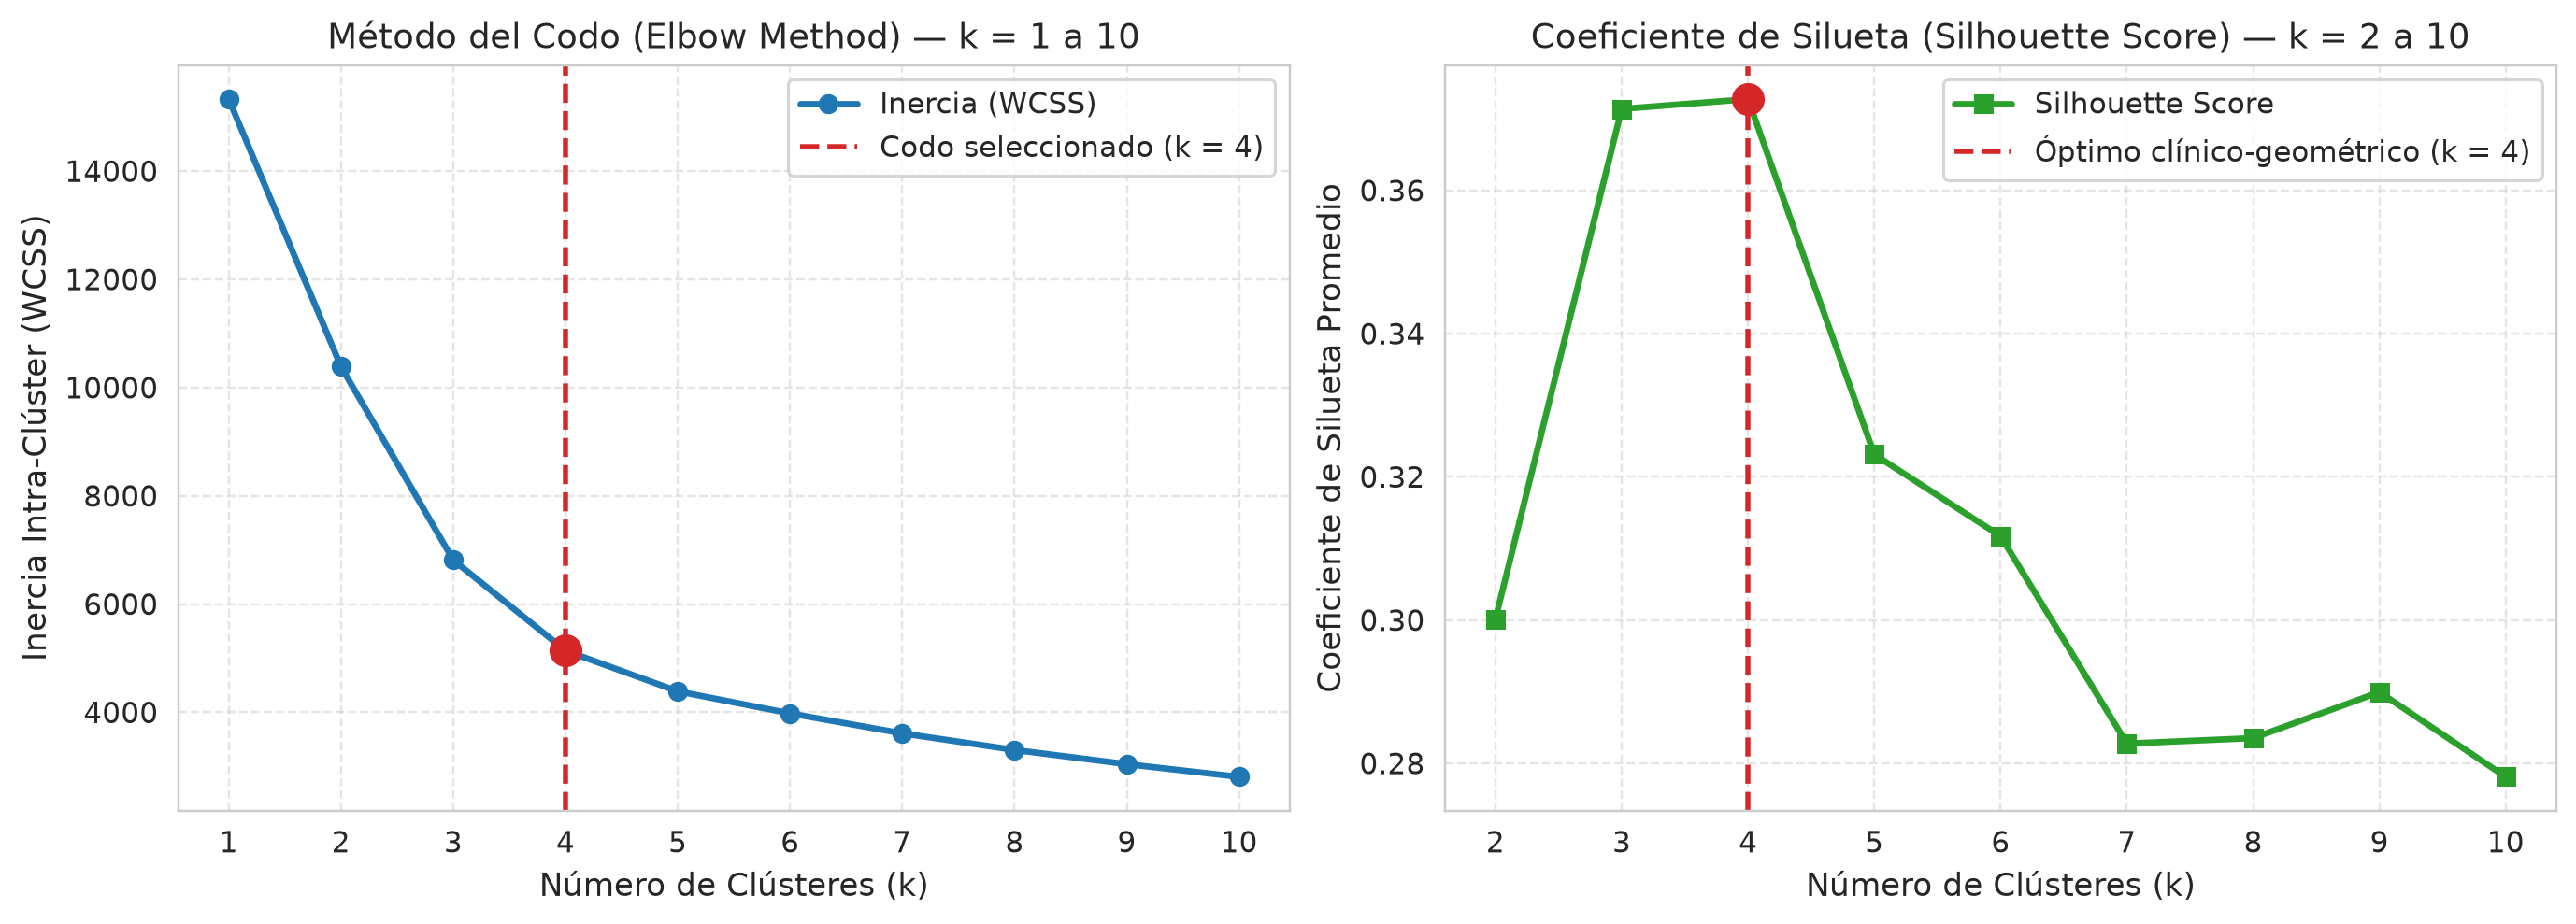 Método del Codo (Elbow Method) — k = 1 a 10
Inercia (WCSS)
Codo seleccionado (k = 4)
Inercia Intra-Clúster (WCSS)
14000
12000
10000
8000
6000
4000
1 2 3 4 5 6 7 8 9 10
Número de Clústeres (k)
Coeficiente de Silueta (Silhouette Score) — k = 2 a 10
Silhouette Score
Óptimo clínico-geométrico (k = 4)
Coeficiente de Silueta Promedio
0.36
0.34
0.32
0.30
0.28
2 3 4 5 6 7 8 9 10
Número de Clústeres (k)